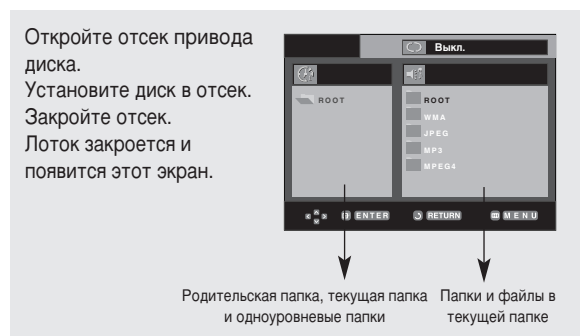 Откройте отсек привода
диска.
Установите диск в отсек.
Закройте отсек.
Лоток закроется и
появится этот экран.
Выкл.
ROOT
ROOT
WMA
JPEG
MP3
MPEG4
ENTER RETURN MENU
Родительская папка, текущая папка
и одноуровневые папки
Папки и файлы в
текущей папке